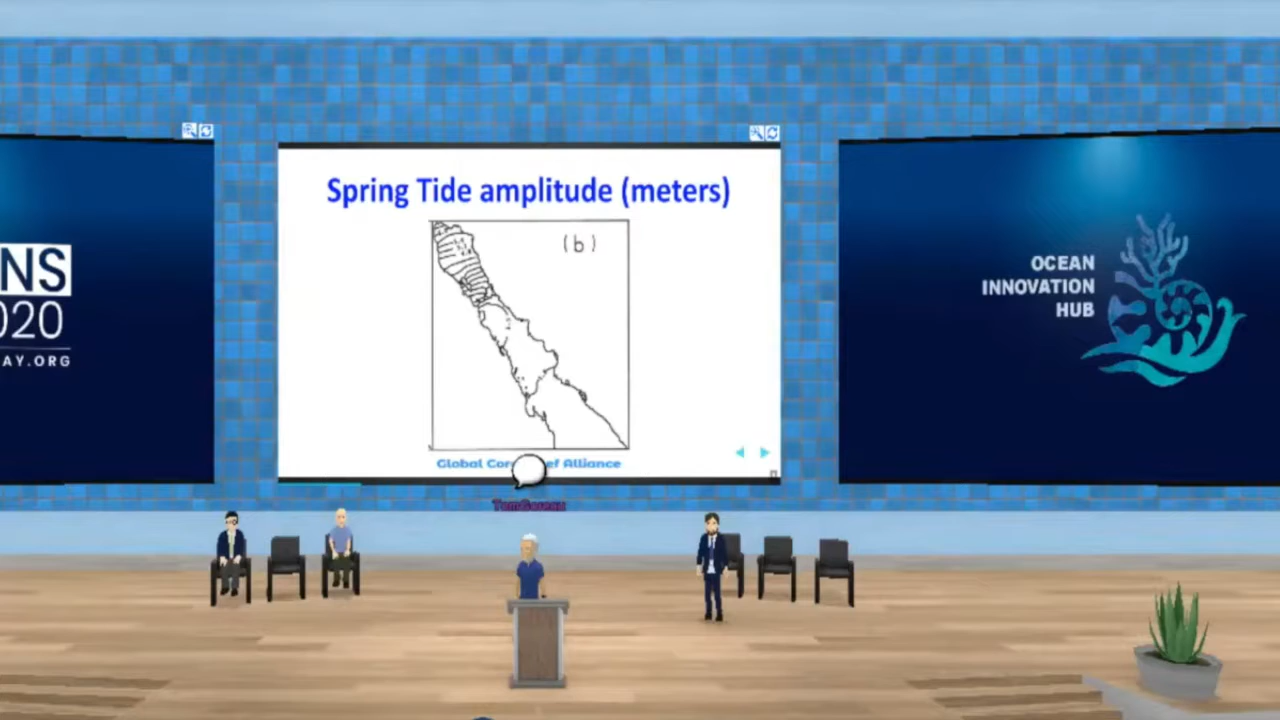 NS
020
AY.ORG
Spring Tide amplitude (meters)
(b)
Global Cor ef Alliance
OCEAN
INNOVATION
HUB